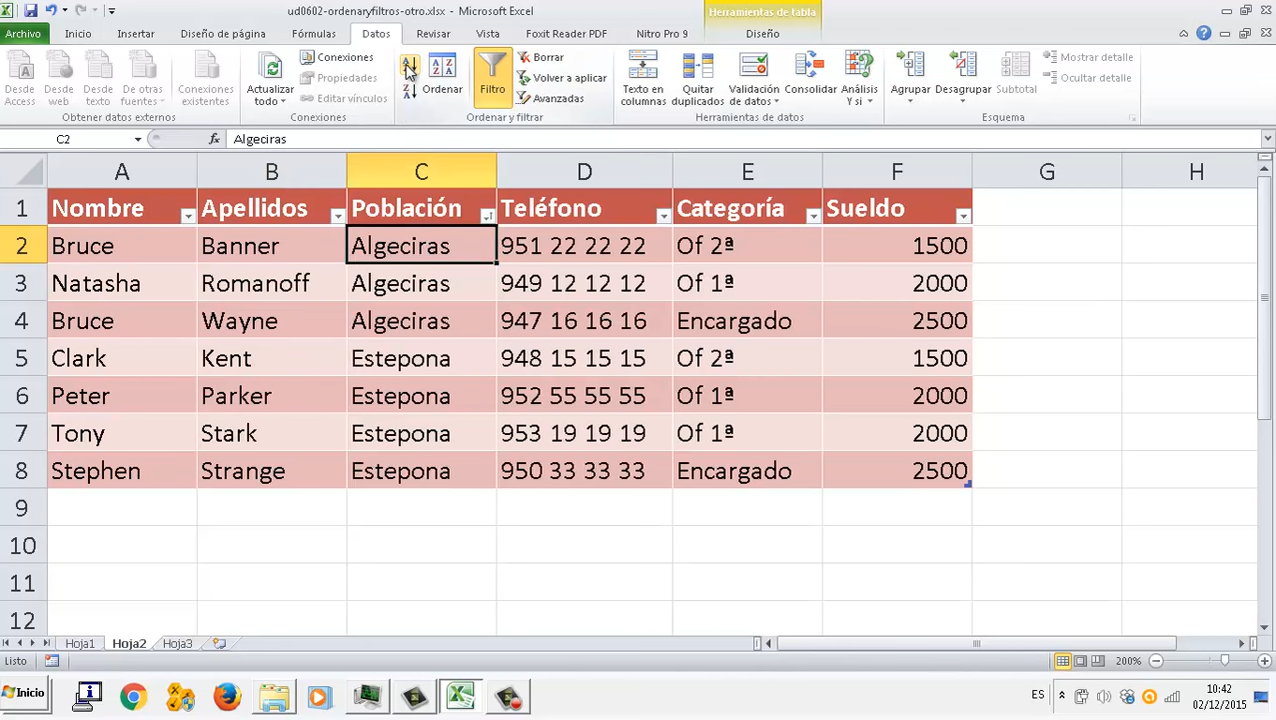 ud0602-ordenaryfiltros-otro.xlsx - Microsoft Excel
Herramientas de tabla
Archivo Inicio Insertar Diseño de página Fórmulas Datos Revisar Vista Foxit Reader PDF Nitro Pro 9 Diseño
Desde Access
Desde web
Desde texto
De otras fuentes
Conexiones existentes
Obtener datos externos
Actualizar todo
Conexiones
Propiedades
Editar vínculos
Conexiones
Ordenar
Filtro
Borrar
Volver a aplicar
Avanzadas
Ordenar y filtrar
Texto en columnas
Quitar duplicados
Validación de datos
Consolidar
Análisis Y si
Herramientas de datos
Agrupar
Desagrupar
Subtotal
Mostrar detalle
Ocultar detalle
Esquema
C2 fx Algeciras
A B C D E F G H
1 Nombre Apellidos Población Teléfono Categoría Sueldo
2 Bruce Banner Algeciras 951 22 22 22 Of 2ª 1500
3 Natasha Romanoff Algeciras 949 12 12 12 Of 1ª 2000
4 Bruce Wayne Algeciras 947 16 16 16 Encargado 2500
5 Clark Kent Estepona 948 15 15 15 Of 2ª 1500
6 Peter Parker Estepona 952 55 55 55 Of 1ª 2000
7 Tony Stark Estepona 953 19 19 19 Of 1ª 2000
8 Stephen Strange Estepona 950 33 33 33 Encargado 2500
9
10
11
12
Hoja1 Hoja2 Hoja3
Listo 200%
Inicio ES 10:42
02/12/2015